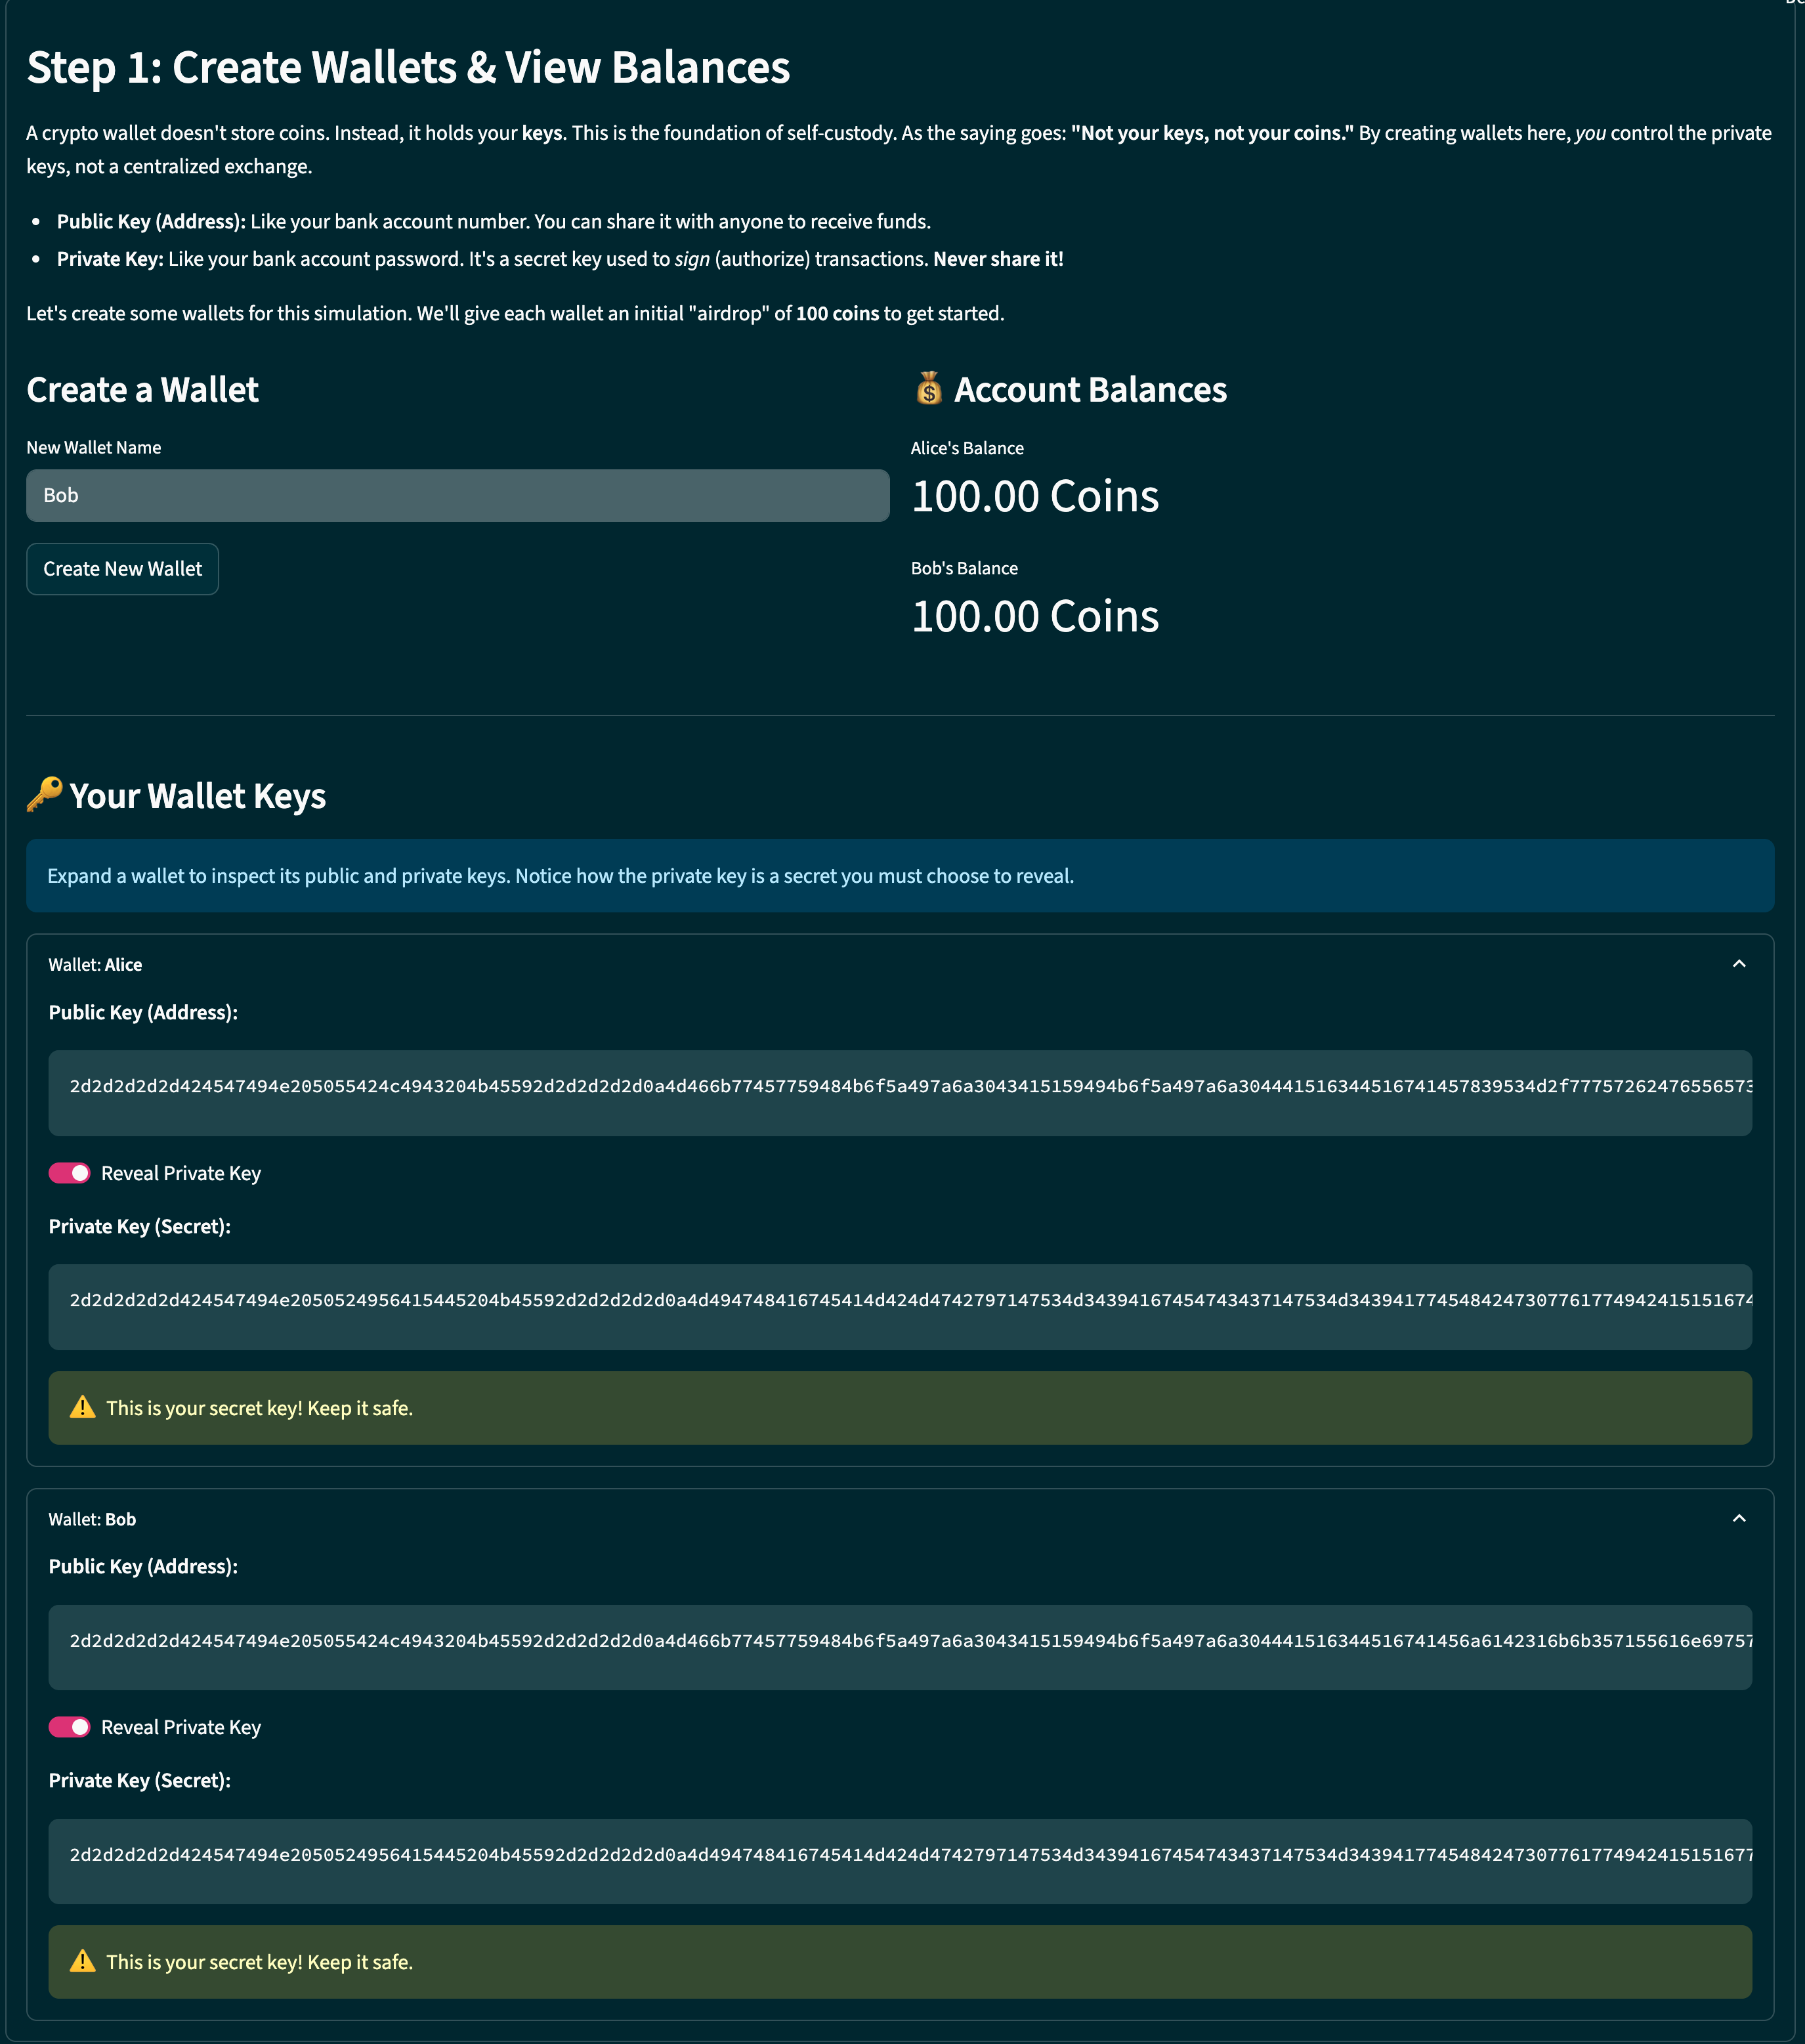 Step 1: Create Wallets & View Balances
A crypto wallet doesn't store coins. Instead, it holds your keys. This is the foundation of self-custody. As the saying goes: "Not your keys, not your coins." By creating wallets here, you control the private
keys, not a centralized exchange.
• Public Key (Address): Like your bank account number. You can share it with anyone to receive funds.
• Private Key: Like your bank account password. It's a secret key used to sign (authorize) transactions. Never share it!
Let's create some wallets for this simulation. We'll give each wallet an initial "airdrop" of 100 coins to get started.
Create a Wallet
New Wallet Name
Bob
Create New Wallet
💰 Account Balances
Alice's Balance
100.00 Coins
Bob's Balance
100.00 Coins
🔑 Your Wallet Keys
Expand a wallet to inspect its public and private keys. Notice how the private key is a secret you must choose to reveal.
Wallet: Alice
Public Key (Address):
2d2d2d2d2d424547494e205055424c4943204b45592d2d2d2d2d0a4d466b77457759484b6f5a497a6a3043415159494b6f5a497a6a30444151634451674145783953 4d2f77757262476556573
Reveal Private Key
Private Key (Secret):
2d2d2d2d2d424547494e2050524956415445204b45592d2d2d2d2d0a4d494748416745414d424d4742797147534d34394167454743437147534d343941774548424730776177494241515151674
⚠️ This is your secret key! Keep it safe.
Wallet: Bob
Public Key (Address):
2d2d2d2d2d424547494e205055424c4943204b45592d2d2d2d2d0a4d466b77457759484b6f5a497a6a3043415159494b6f5a497a6a30444151634451674145 6a6142316b6b357155616e69757
Reveal Private Key
Private Key (Secret):
2d2d2d2d2d424547494e2050524956415445204b45592d2d2d2d2d0a4d494748416745414d424d4742797147534d34394167454743437147534d343941774548424730776177494241515151677
⚠️ This is your secret key! Keep it safe.